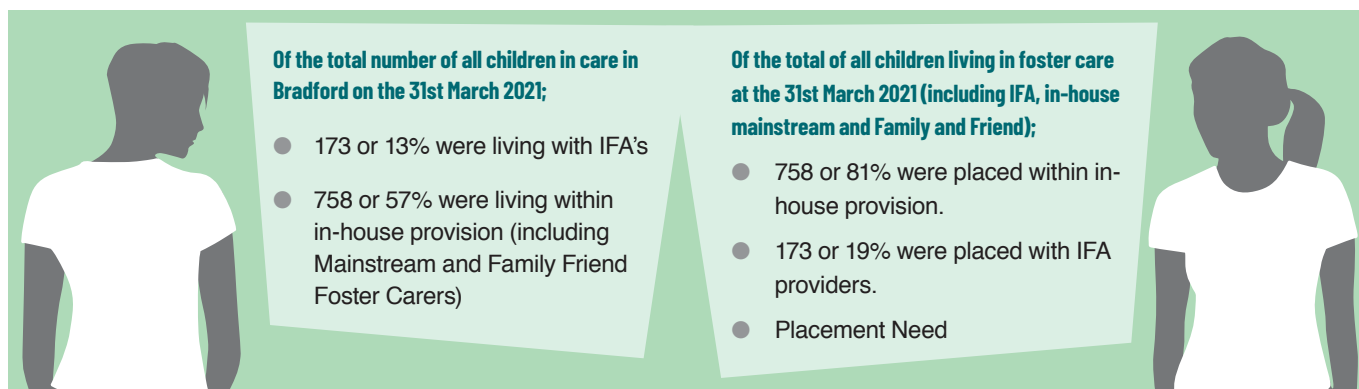 Of the total number of all children in care in
Bradford on the 31st March 2021;
● 173 or 13% were living with IFA's
● 758 or 57% were living within
in-house provision (including
Mainstream and Family Friend
Foster Carers)
Of the total of all children living in foster care
at the 31st March 2021 (including IFA, in-house
mainstream and Family and Friend);
● 758 or 81% were placed within in-
house provision.
● 173 or 19% were placed with IFA
providers.
● Placement Need